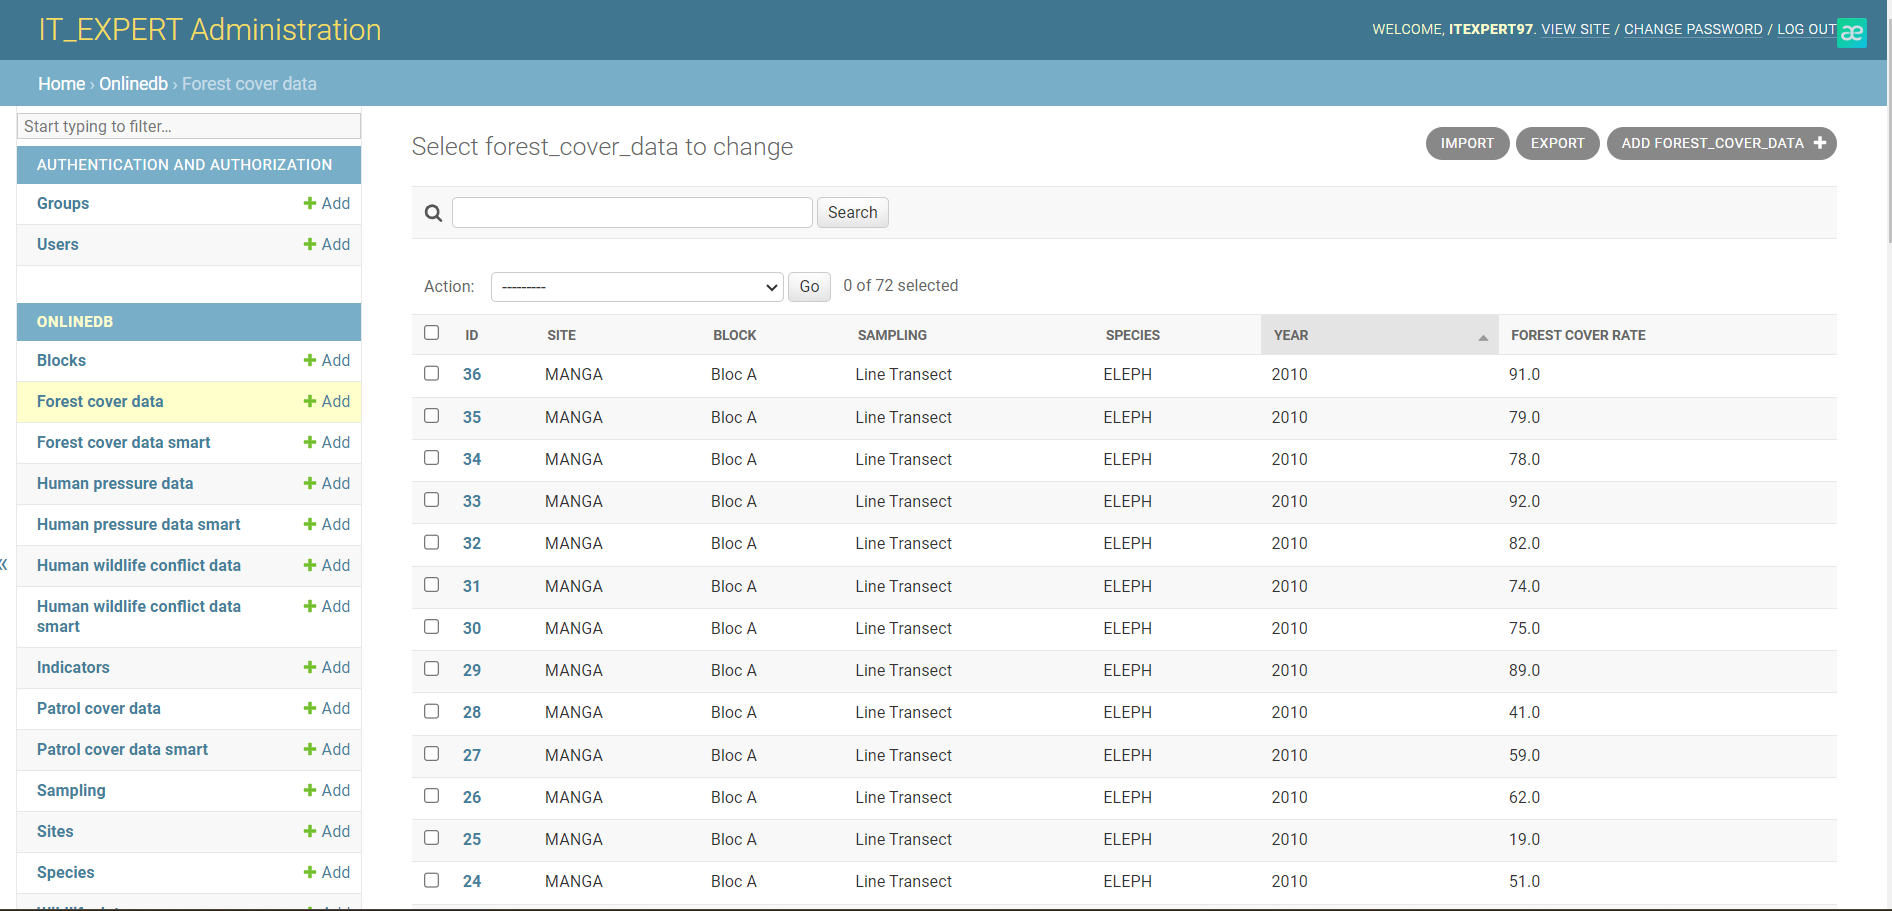 IT_EXPERT Administration
WELCOME, ITEXPERT97. VIEW SITE / CHANGE PASSWORD / LOG OUT
æ
Home › Onlinedb › Forest cover data
Start typing to filter...
AUTHENTICATION AND AUTHORIZATION
Groups Add
Users Add
ONLINEDB
Blocks Add
Forest cover data Add
Forest cover data smart Add
Human pressure data Add
Human pressure data smart Add
«
Human wildlife conflict data Add
Human wildlife conflict data Add
smart
Indicators Add
Patrol cover data Add
Patrol cover data smart Add
Sampling Add
Sites Add
Species Add
Select forest_cover_data to change
IMPORT EXPORT ADD FOREST_COVER_DATA +
Search
Action: --------- Go 0 of 72 selected
ID SITE BLOCK SAMPLING SPECIES YEAR FOREST COVER RATE
36 MANGA Bloc A Line Transect ELEPH 2010 91.0
35 MANGA Bloc A Line Transect ELEPH 2010 79.0
34 MANGA Bloc A Line Transect ELEPH 2010 78.0
33 MANGA Bloc A Line Transect ELEPH 2010 92.0
32 MANGA Bloc A Line Transect ELEPH 2010 82.0
31 MANGA Bloc A Line Transect ELEPH 2010 74.0
30 MANGA Bloc A Line Transect ELEPH 2010 75.0
29 MANGA Bloc A Line Transect ELEPH 2010 89.0
28 MANGA Bloc A Line Transect ELEPH 2010 41.0
27 MANGA Bloc A Line Transect ELEPH 2010 59.0
26 MANGA Bloc A Line Transect ELEPH 2010 62.0
25 MANGA Bloc A Line Transect ELEPH 2010 19.0
24 MANGA Bloc A Line Transect ELEPH 2010 51.0